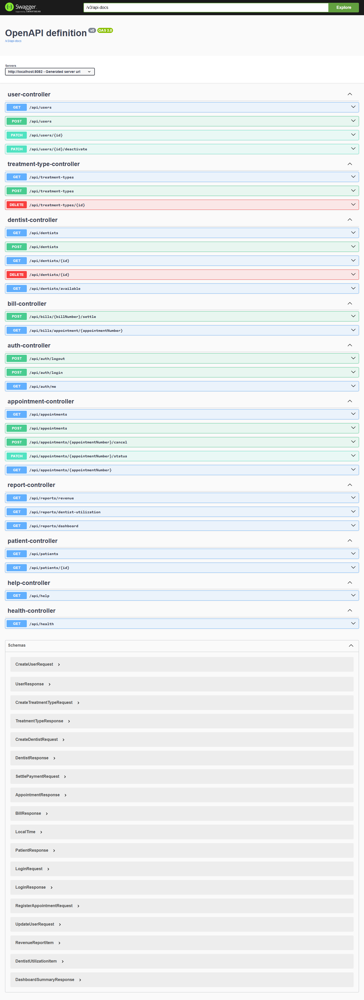 Swagger.
Supported by SMARTBEAR
/v3/api-docs
Explore
OpenAPI definition v0 OAS 3.0
/v3/api-docs
Servers
http://localhost:8082 - Generated server url
user-controller
GET /api/users
POST /api/users
PATCH /api/users/{id}
PATCH /api/users/{id}/deactivate
treatment-type-controller
GET /api/treatment-types
POST /api/treatment-types
DELETE /api/treatment-types/{id}
dentist-controller
GET /api/dentists
POST /api/dentists
GET /api/dentists/{id}
DELETE /api/dentists/{id}
GET /api/dentists/available
bill-controller
POST /api/bills/{billNumber}/settle
GET /api/bills/appointment/{appointmentNumber}
auth-controller
POST /api/auth/logout
POST /api/auth/login
GET /api/auth/me
appointment-controller
GET /api/appointments
POST /api/appointments
POST /api/appointments/{appointmentNumber}/cancel
PATCH /api/appointments/{appointmentNumber}/status
GET /api/appointments/{appointmentNumber}
report-controller
GET /api/reports/revenue
GET /api/reports/dentist-utilization
GET /api/reports/dashboard
patient-controller
GET /api/patients
GET /api/patients/{id}
help-controller
GET /api/help
health-controller
GET /api/health
Schemas
CreateUserRequest
UserResponse
CreateTreatmentTypeRequest
TreatmentTypeResponse
CreateDentistRequest
DentistResponse
SettlePaymentRequest
AppointmentResponse
BillResponse
LocalTime
PatientResponse
LoginRequest
LoginResponse
RegisterAppointmentRequest
UpdateUserRequest
RevenueReportItem
DentistUtilizationItem
DashboardSummaryResponse